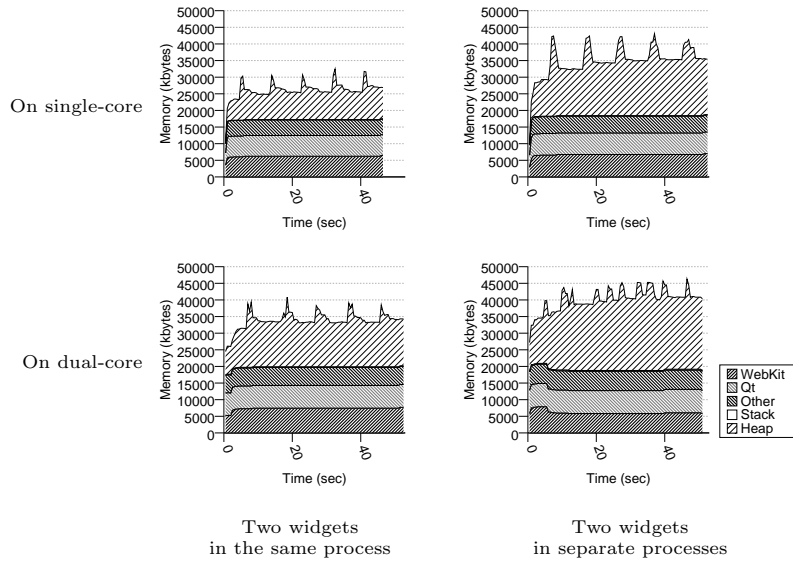 On single-core
Memory (kbytes)
50000
45000
40000
35000
30000
25000
20000
15000
10000
5000
0
0
20
40
Time (sec)
Memory (kbytes)
50000
45000
40000
35000
30000
25000
20000
15000
10000
5000
0
0
20
40
Time (sec)
On dual-core
Memory (kbytes)
50000
45000
40000
35000
30000
25000
20000
15000
10000
5000
0
0
20
40
Time (sec)
Memory (kbytes)
50000
45000
40000
35000
30000
25000
20000
15000
10000
5000
0
0
20
40
Time (sec)
WebKit
Qt
Other
Stack
Heap
Two widgets
in the same process
Two widgets
in separate processes